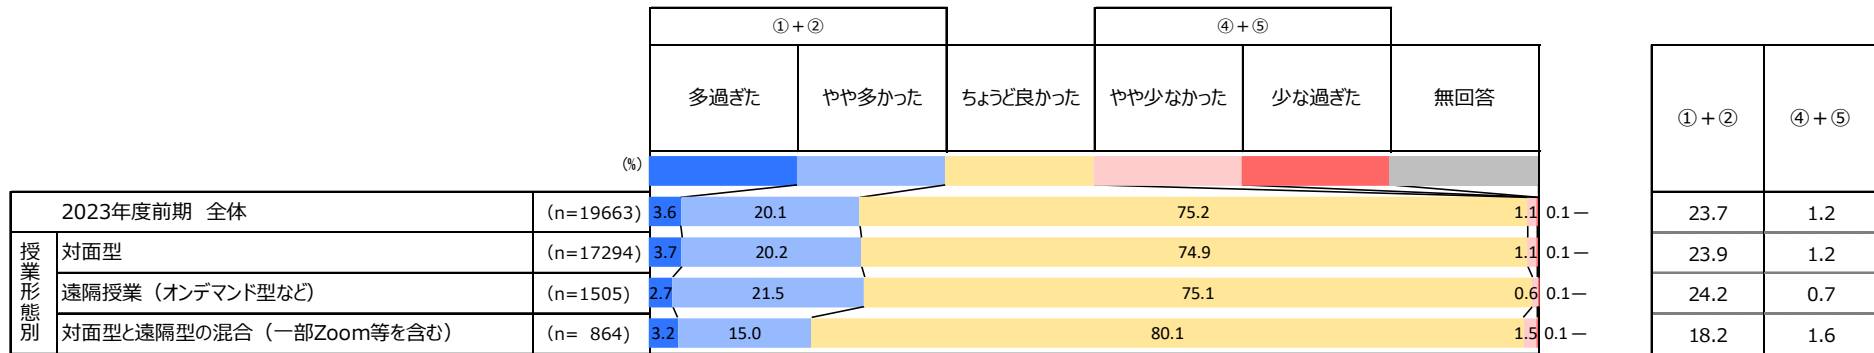 ①+② ④+⑤
多過ぎた やや多かった ちょうど良かった やや少なかった 少な過ぎた 無回答 ①+② ④+⑤
(%)
2023年度前期 全体 (n=19663) 3.6 20.1 75.2 1.1 0.1 — 23.7 1.2
授業形態別
対面型 (n=17294) 3.7 20.2 74.9 1.1 0.1 — 23.9 1.2
遠隔授業（オンデマンド型など） (n=1505) 2.7 21.5 75.1 0.6 0.1 — 24.2 0.7
対面型と遠隔型の混合（一部Zoom等を含む） (n= 864) 3.2 15.0 80.1 1.5 0.1 — 18.2 1.6